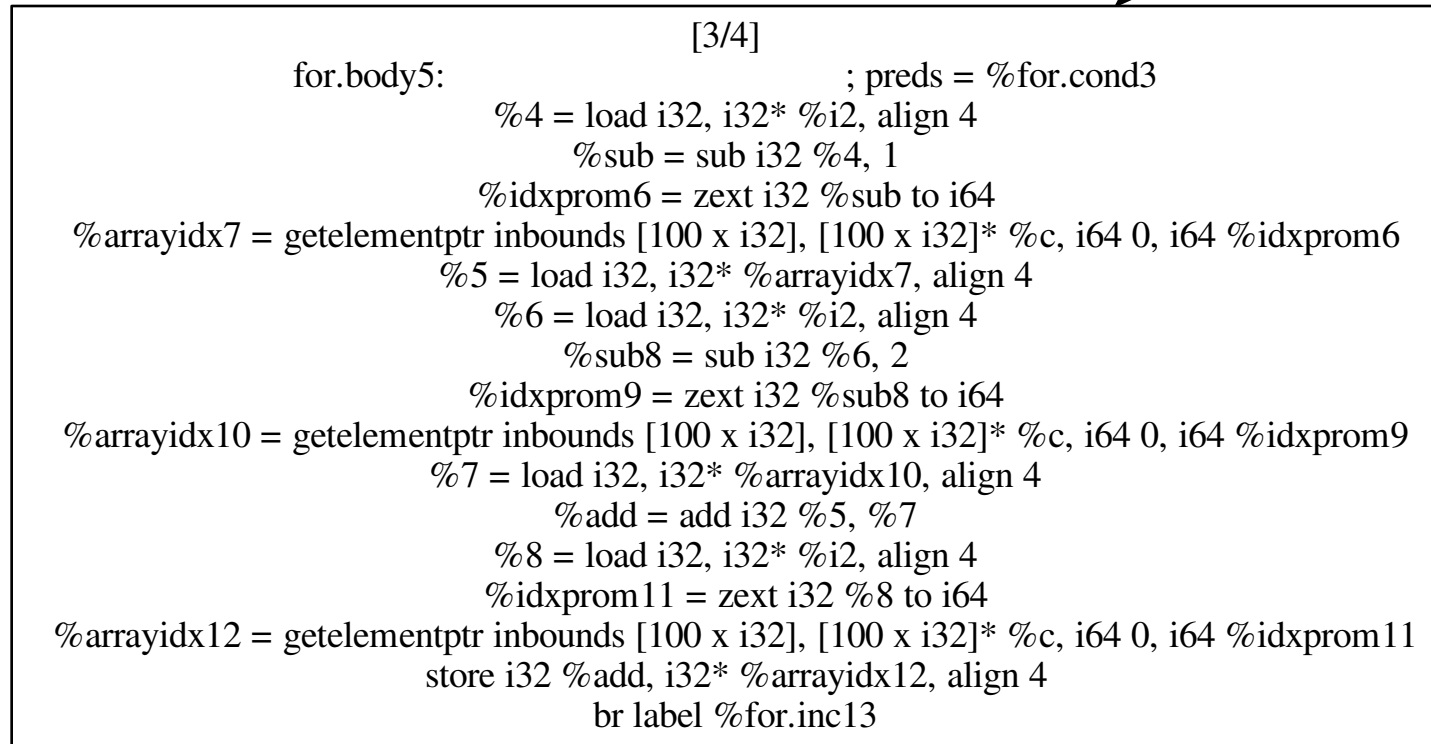 [3/4]
for.body5: ; preds = %for.cond3
%4 = load i32, i32* %i2, align 4
%sub = sub i32 %4, 1
%idxprom6 = zext i32 %sub to i64
%arrayidx7 = getelementptr inbounds [100 x i32], [100 x i32]* %c, i64 0, i64 %idxprom6
%5 = load i32, i32* %arrayidx7, align 4
%6 = load i32, i32* %i2, align 4
%sub8 = sub i32 %6, 2
%idxprom9 = zext i32 %sub8 to i64
%arrayidx10 = getelementptr inbounds [100 x i32], [100 x i32]* %c, i64 0, i64 %idxprom9
%7 = load i32, i32* %arrayidx10, align 4
%add = add i32 %5, %7
%8 = load i32, i32* %i2, align 4
%idxprom11 = zext i32 %8 to i64
%arrayidx12 = getelementptr inbounds [100 x i32], [100 x i32]* %c, i64 0, i64 %idxprom11
store i32 %add, i32* %arrayidx12, align 4
br label %for.inc13